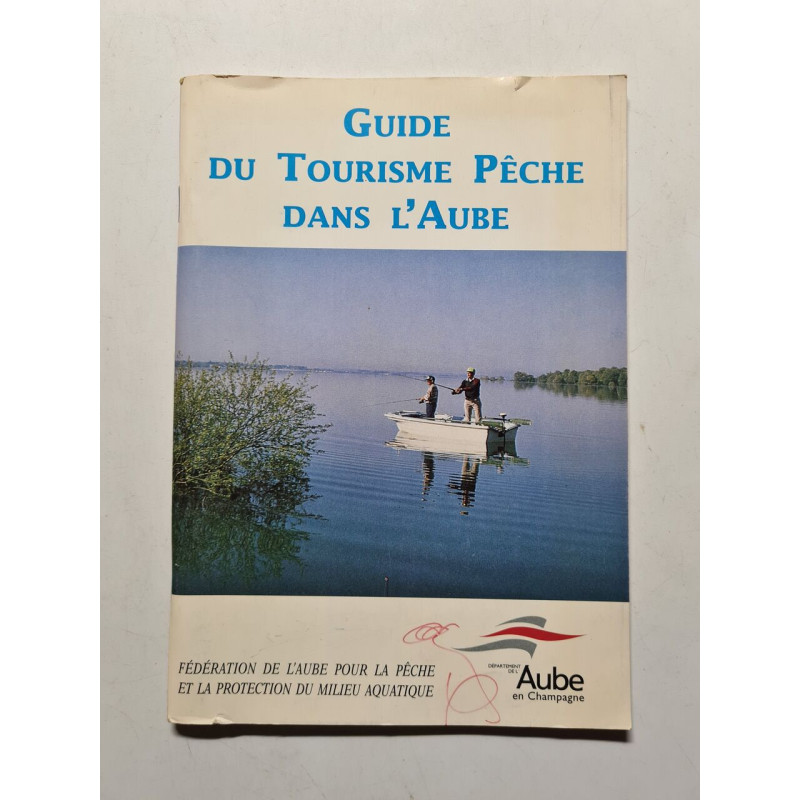 GUIDE
DU TOURISME PÊCHE
DANS L'AUBE
FÉDÉRATION DE L'AUBE POUR LA PÊCHE
ET LA PROTECTION DU MILIEU AQUATIQUE
DÉPARTEMENT
DE L'
Aube
en Champagne